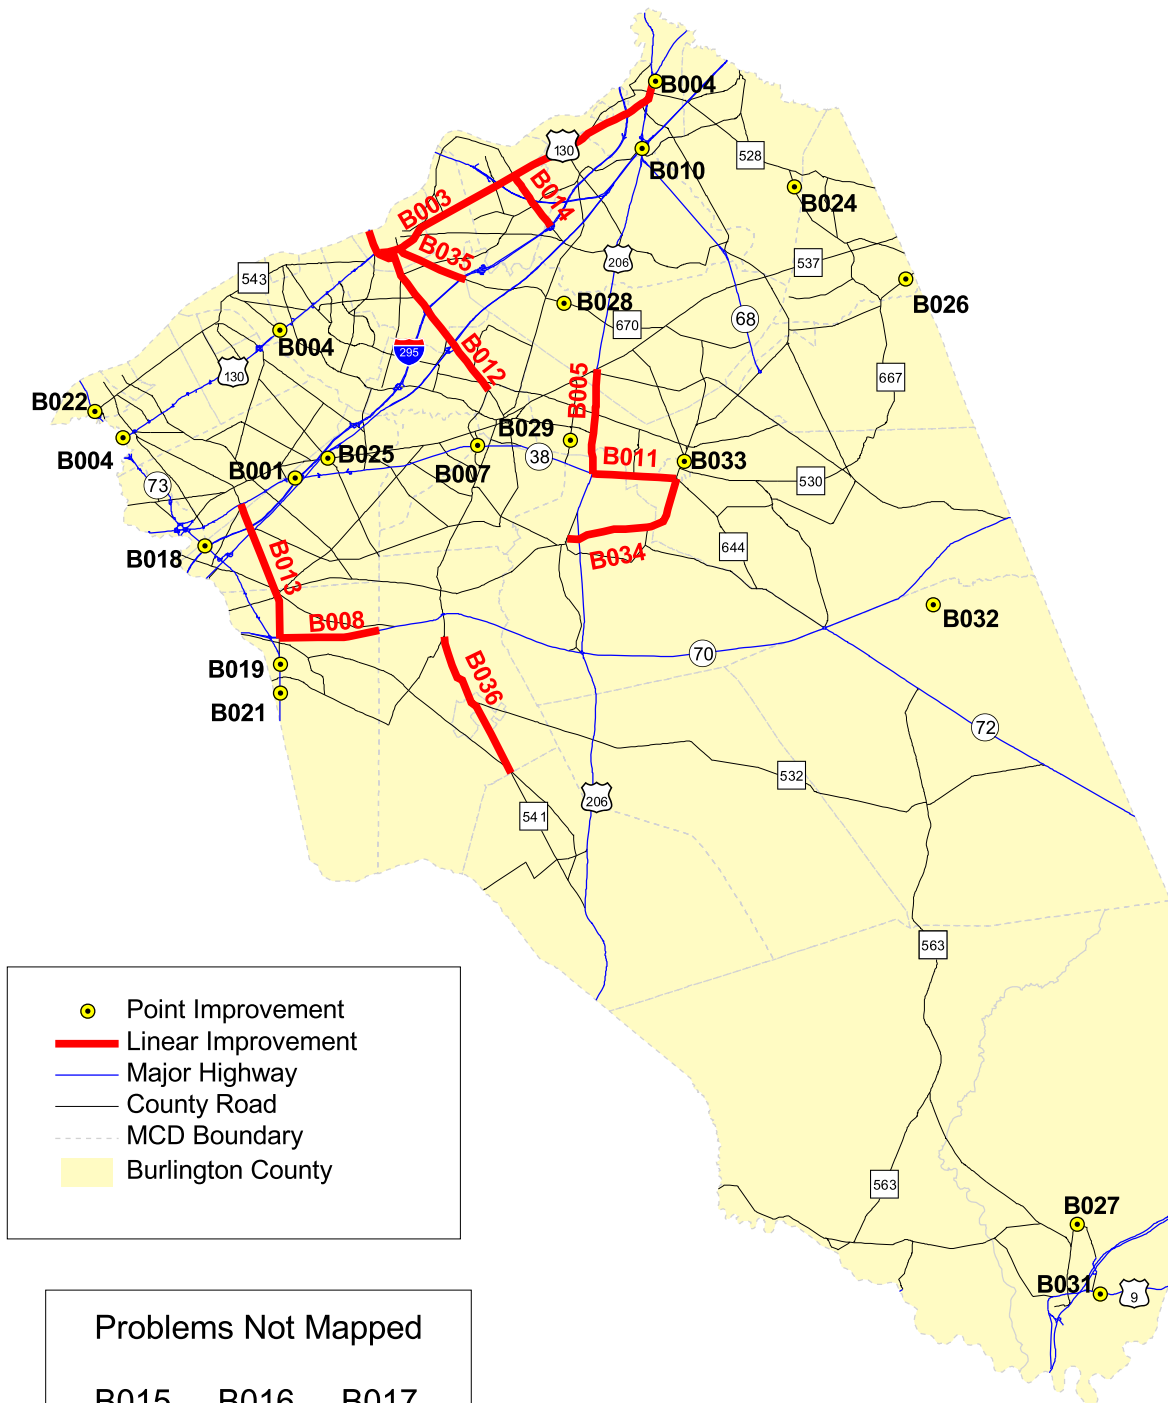 B004
130
528
B010
B014
B024
B003
B035
206
537
543
B026
B028
670
68
B004
295
B012
130
B005
667
B022
B029
B004
B025
38
B011
B033
B001
B007
73
530
B018
B013
B034
644
B008
B032
B019
70
B036
B021
72
532
206
541
563
Point Improvement
Linear Improvement
Major Highway
County Road
MCD Boundary
Burlington County
563
B027
B031
9
Problems Not Mapped
B015 B016 B017